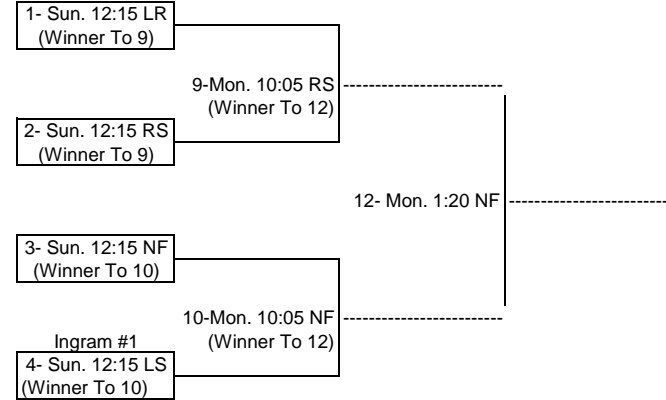 1- Sun. 12:15 LR
(Winner To 9)
9-Mon. 10:05 RS
(Winner To 12)
2- Sun. 12:15 RS
(Winner To 9)
12- Mon. 1:20 NF
3- Sun. 12:15 NF
(Winner To 10)
10-Mon. 10:05 NF
(Winner To 12)
Ingram #1
4- Sun. 12:15 LS
(Winner To 10)